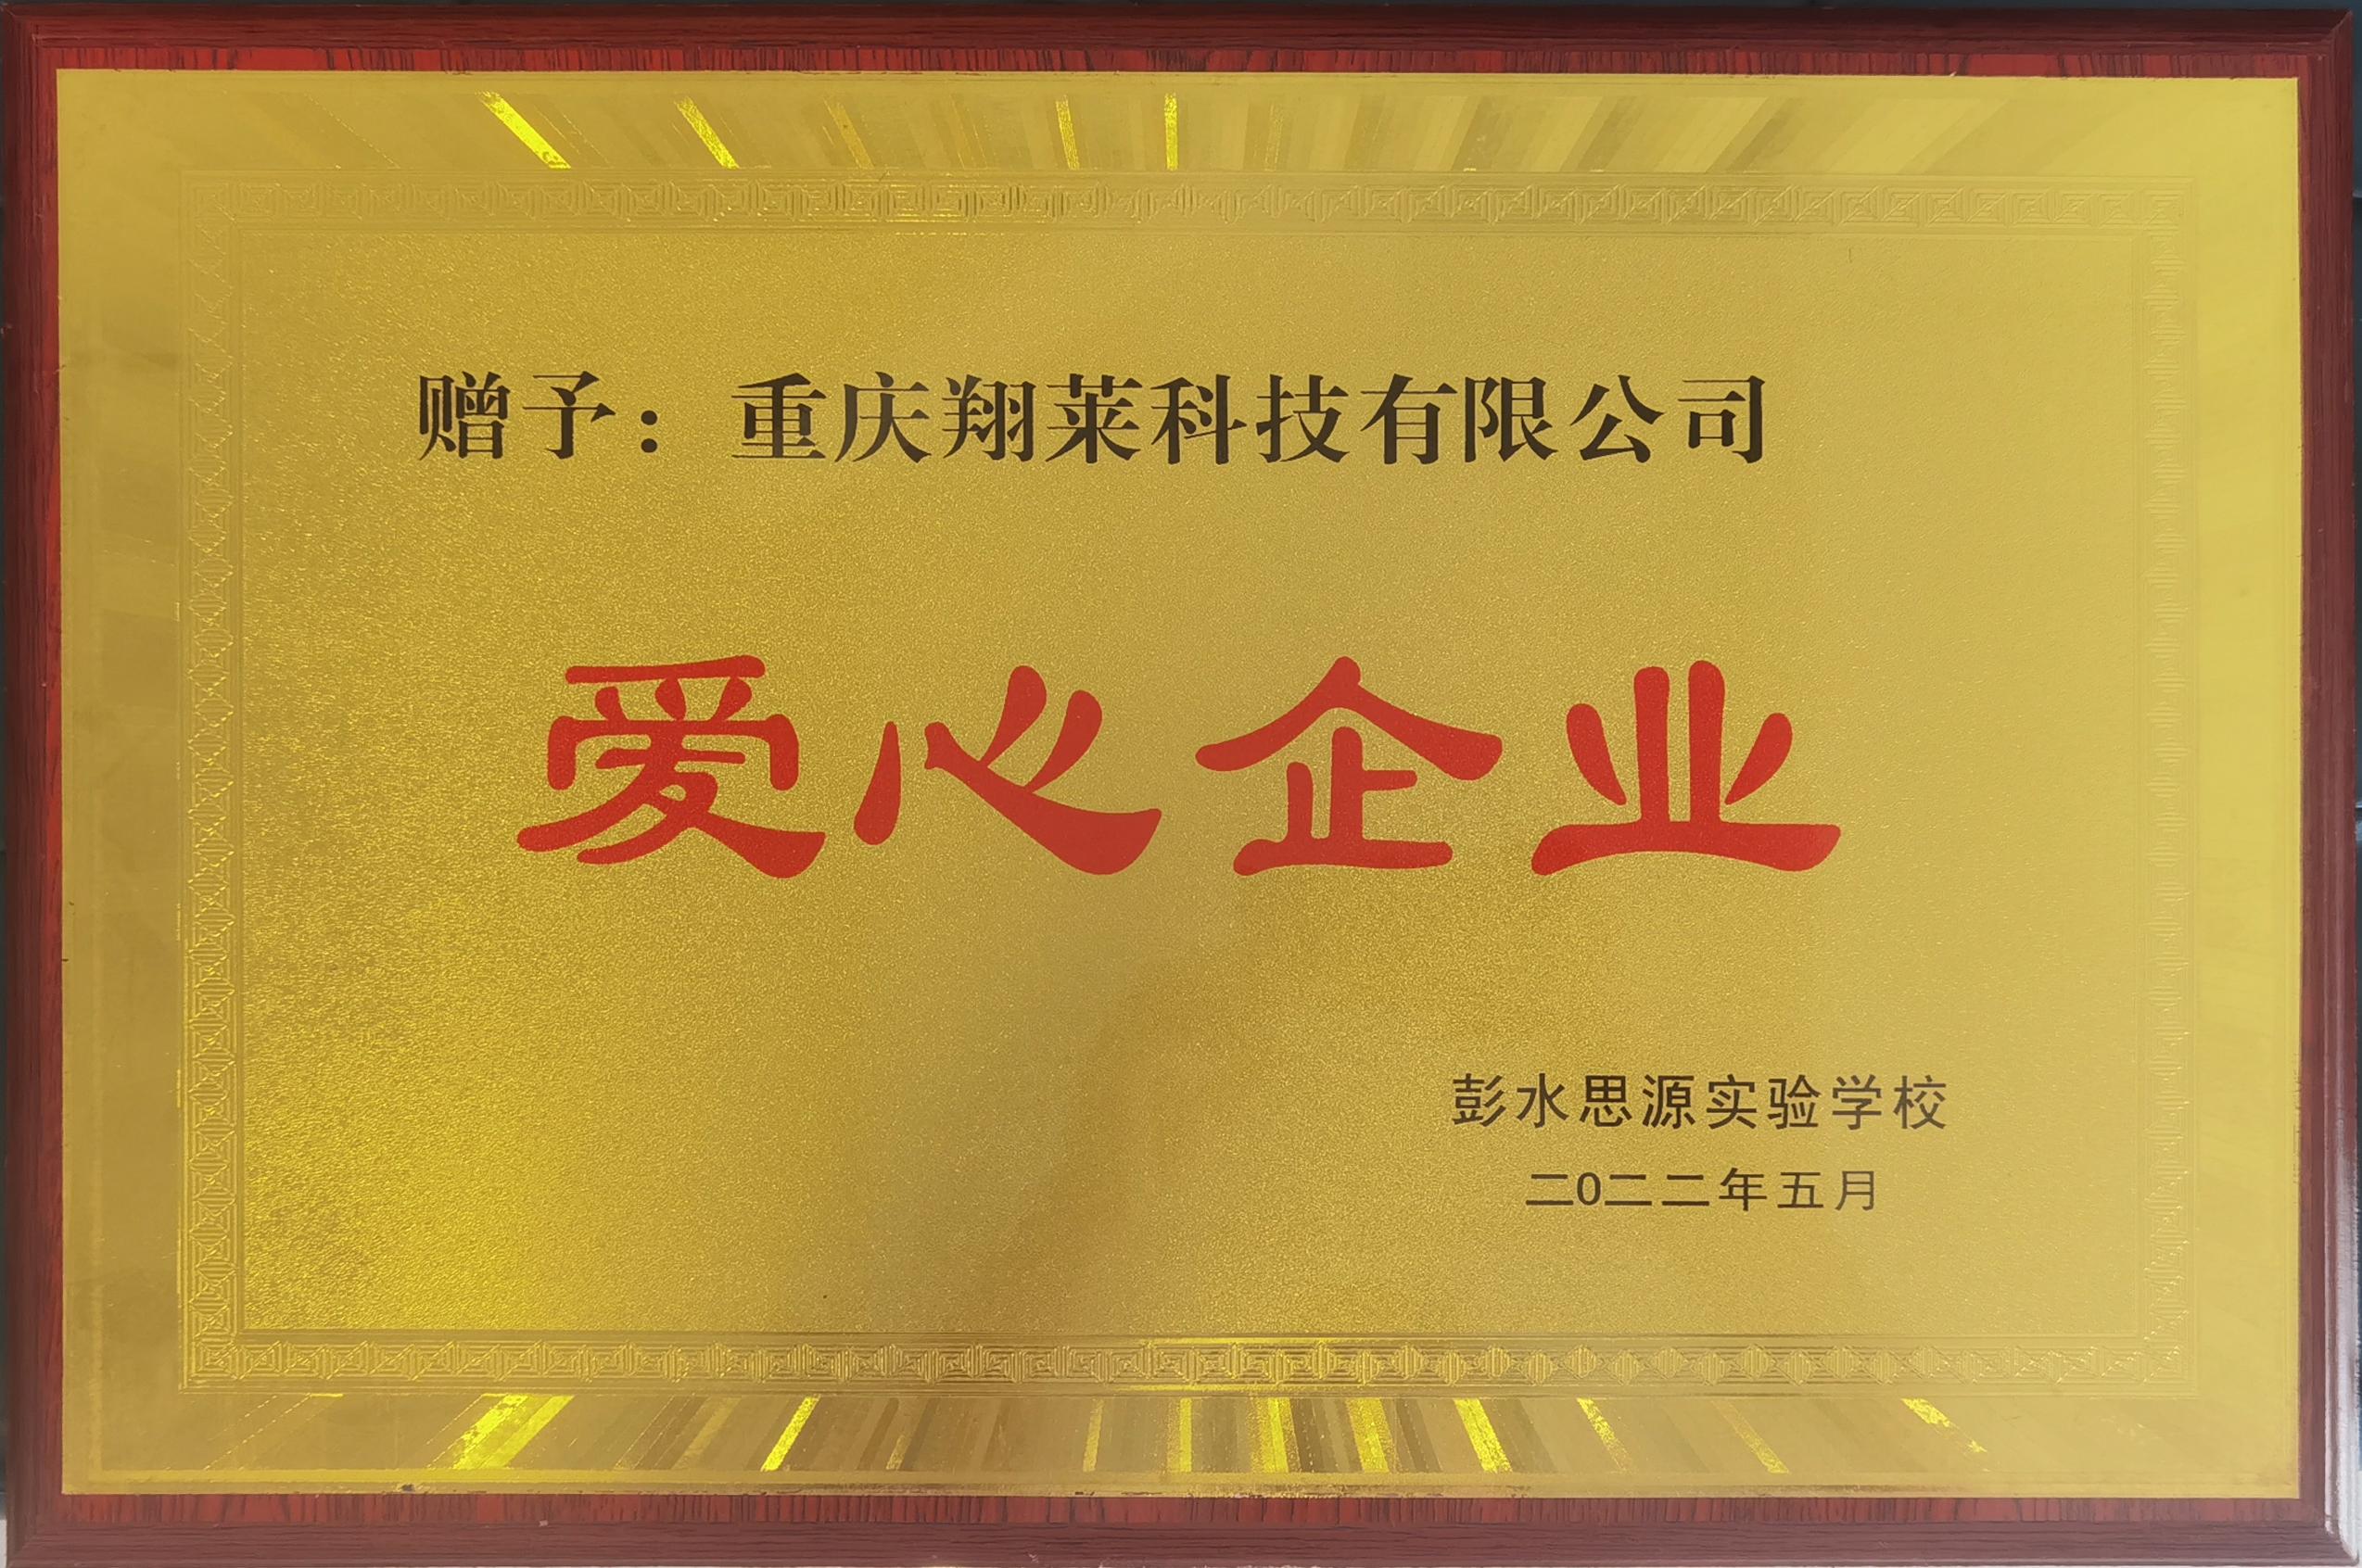 赠予：重庆翔莱科技有限公司
爱心企业
彭水思源实验学校
二0二二年五月